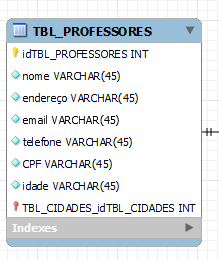 TBL_PROFESSORES
idTBL_PROFESSORES INT
nome VARCHAR(45)
endereço VARCHAR(45)
email VARCHAR(45)
telefone VARCHAR(45)
CPF VARCHAR(45)
idade VARCHAR(45)
TBL_CIDADES_idTBL_CIDADES INT
Indexes